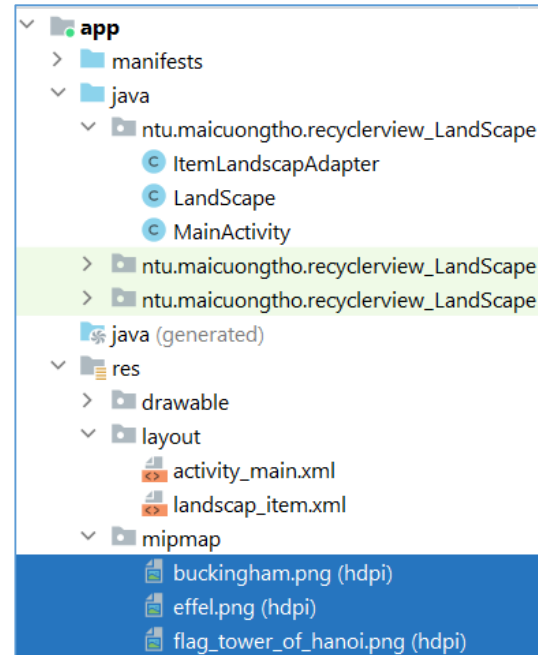 app
manifests
java
ntu.maicuongtho.recyclerview_LandScape
ItemLandscapAdapter
LandScape
MainActivity
ntu.maicuongtho.recyclerview_LandScape
ntu.maicuongtho.recyclerview_LandScape
java (generated)
res
drawable
layout
activity_main.xml
landscap_item.xml
mipmap
buckingham.png (hdpi)
effel.png (hdpi)
flag_tower_of_hanoi.png (hdpi)